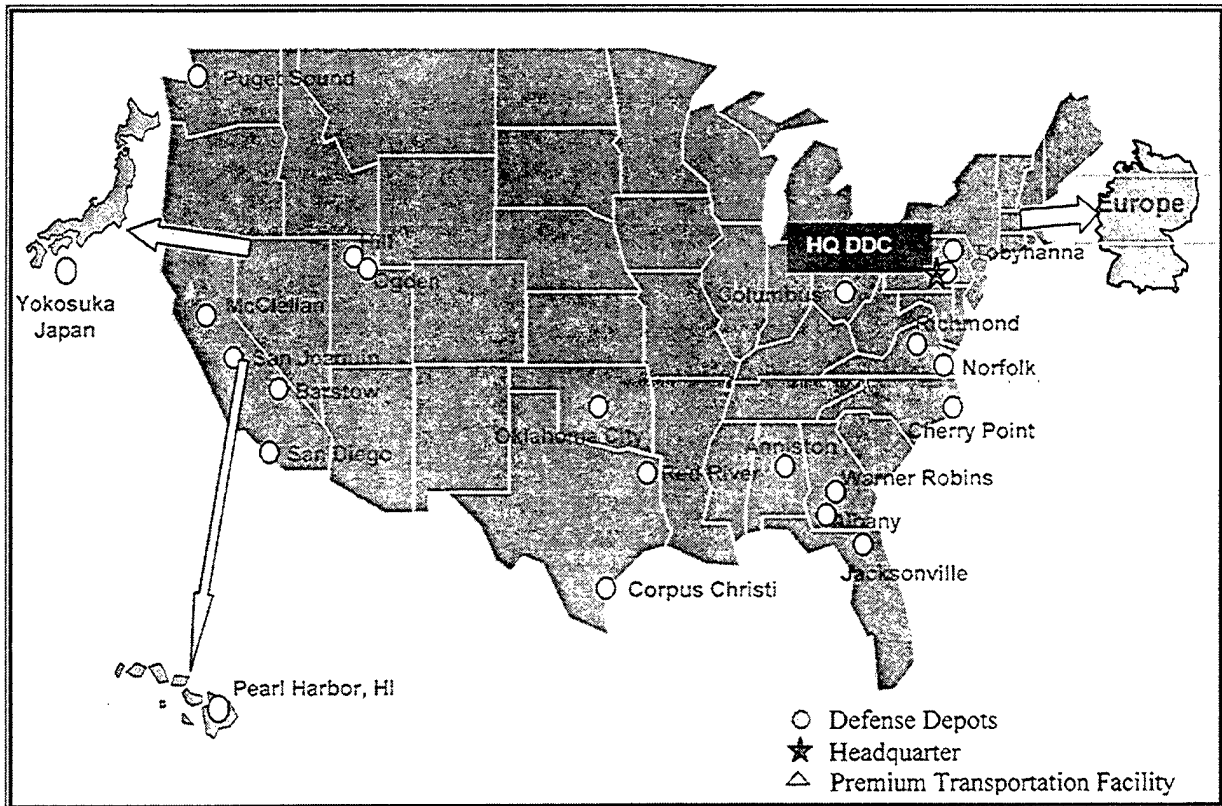 Puget Sound
Europe
HQ DDC
Tobyhanna
Hill
Ogden
Yokosuka
Japan
McClellan
Columbus
Richmond
San Joaquin
Norfolk
Barstow
Cherry Point
Oklahoma City
Anniston
San Diego
Red River
Warner Robins
Albany
Jacksonville
Corpus Christi
Pearl Harbor, HI
Defense Depots
Headquarter
Premium Transportation Facility